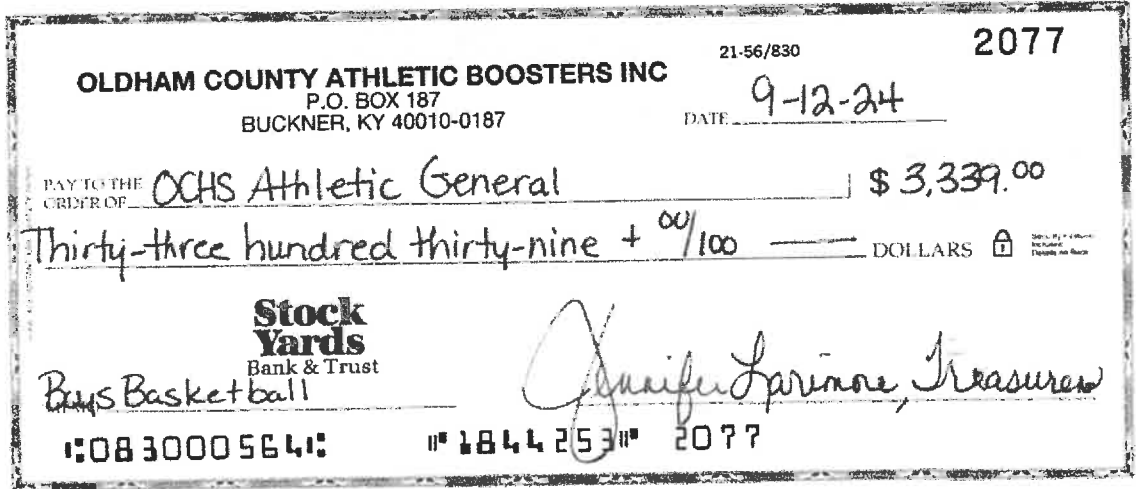 2077
21-56/830
OLDHAM COUNTY ATHLETIC BOOSTERS INC
P.O. BOX 187
BUCKNER, KY 40010-0187
DATE 9-12-24
PAY TO THE
ORDER OF OCHS Athletic General $ 3,339.00
Thirty-three hundred thirty-nine + 00/100 DOLLARS
Stock
Yards
Bank & Trust
Boys Basketball Jennifer Larimore, Treasurer
⑆083000564⑆ ⑈1844253⑈ 2077